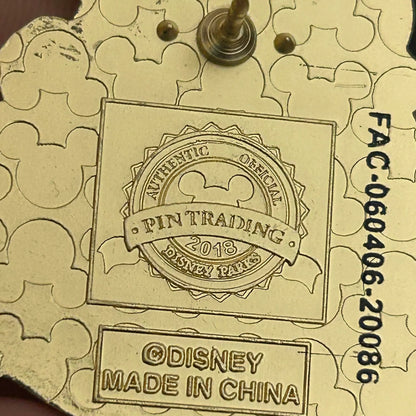 AUTHENTIC OFFICIAL
PIN TRADING
2018
DISNEY PARKS
©DISNEY
MADE IN CHINA
FAC-060406-20086